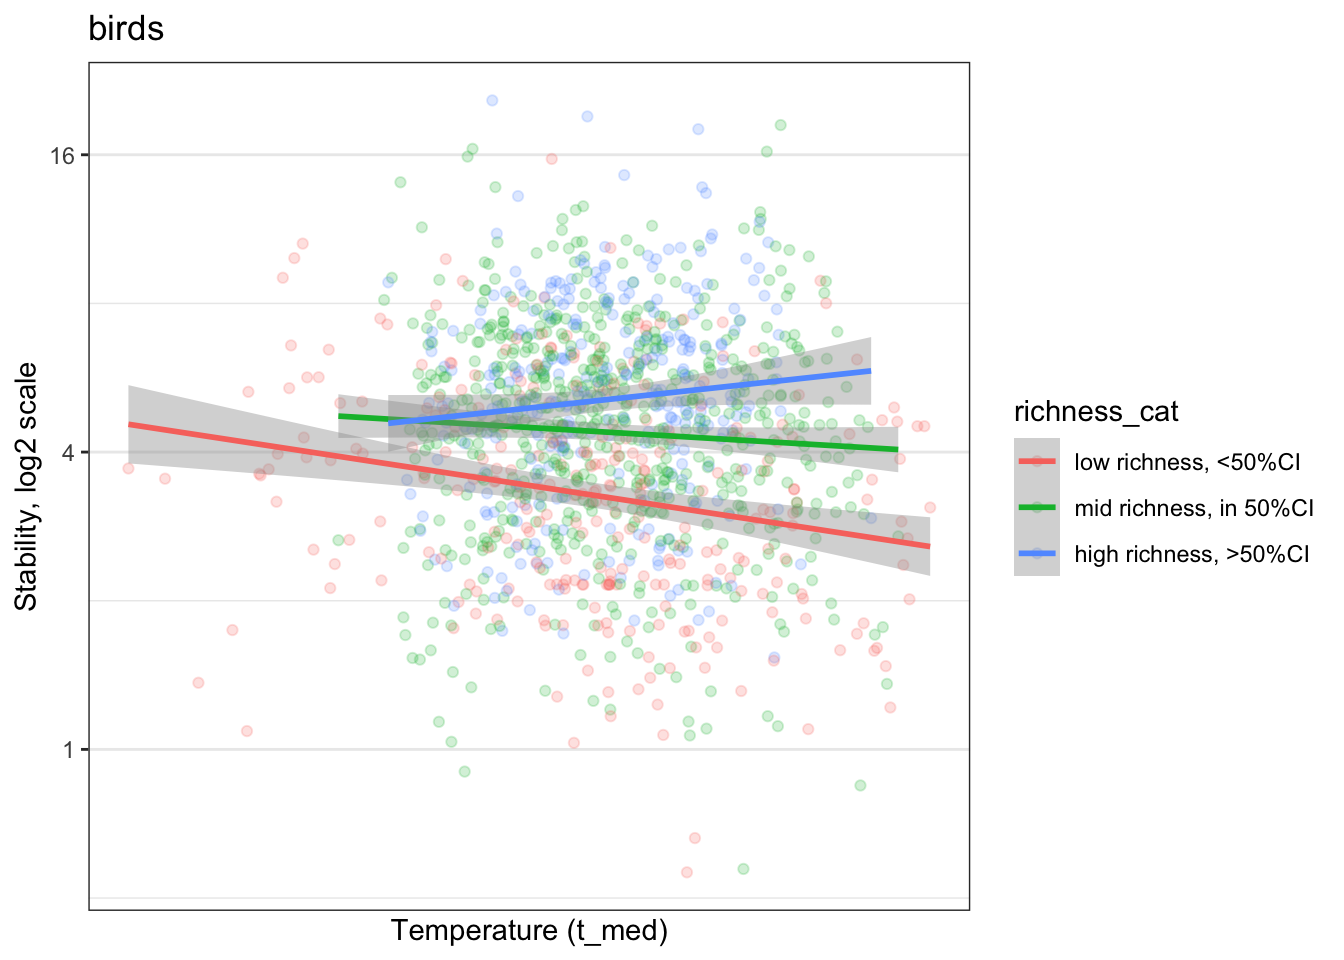 birds
16
4
1
Stability, log2 scale
Temperature (t_med)
richness_cat
low richness, <50%CI
mid richness, in 50%CI
high richness, >50%CI